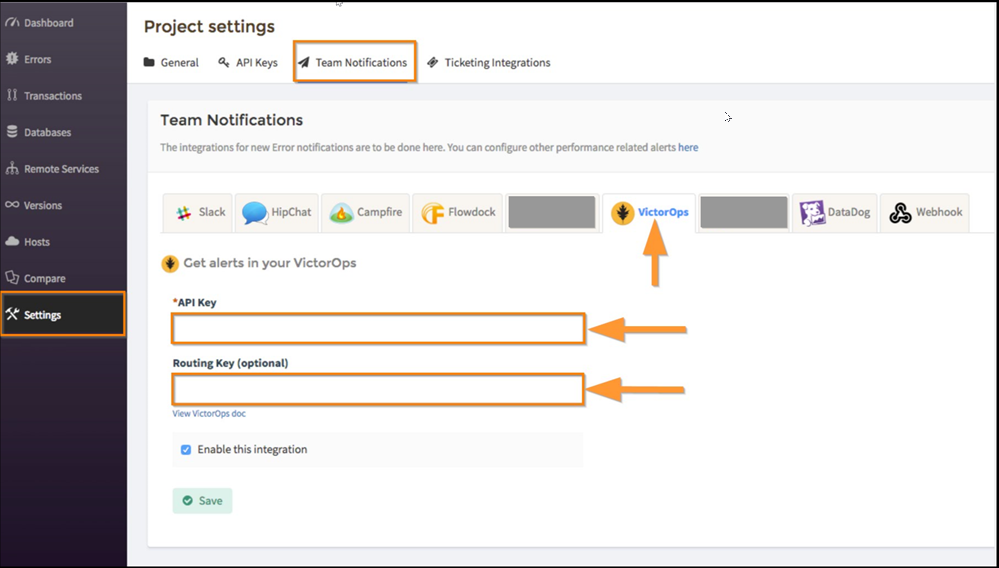 Dashboard
Errors
Transactions
Databases
Remote Services
Versions
Hosts
Compare
Settings
Project settings
General API Keys Team Notifications Ticketing Integrations
Team Notifications
The integrations for new Error notifications are to be done here. You can configure other performance related alerts here
Slack HipChat Campfire Flowdock VictorOps DataDog Webhook
Get alerts in your VictorOps
*API Key
Routing Key (optional)
View VictorOps doc
Enable this integration
Save